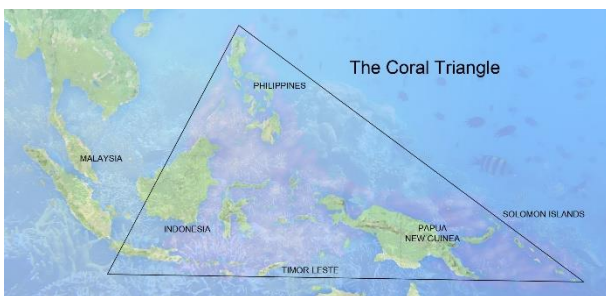 The Coral Triangle
PHILIPPINES
MALAYSIA
SOLOMON ISLANDS
INDONESIA
PAPUA
NEW GUINEA
TIMOR LESTE